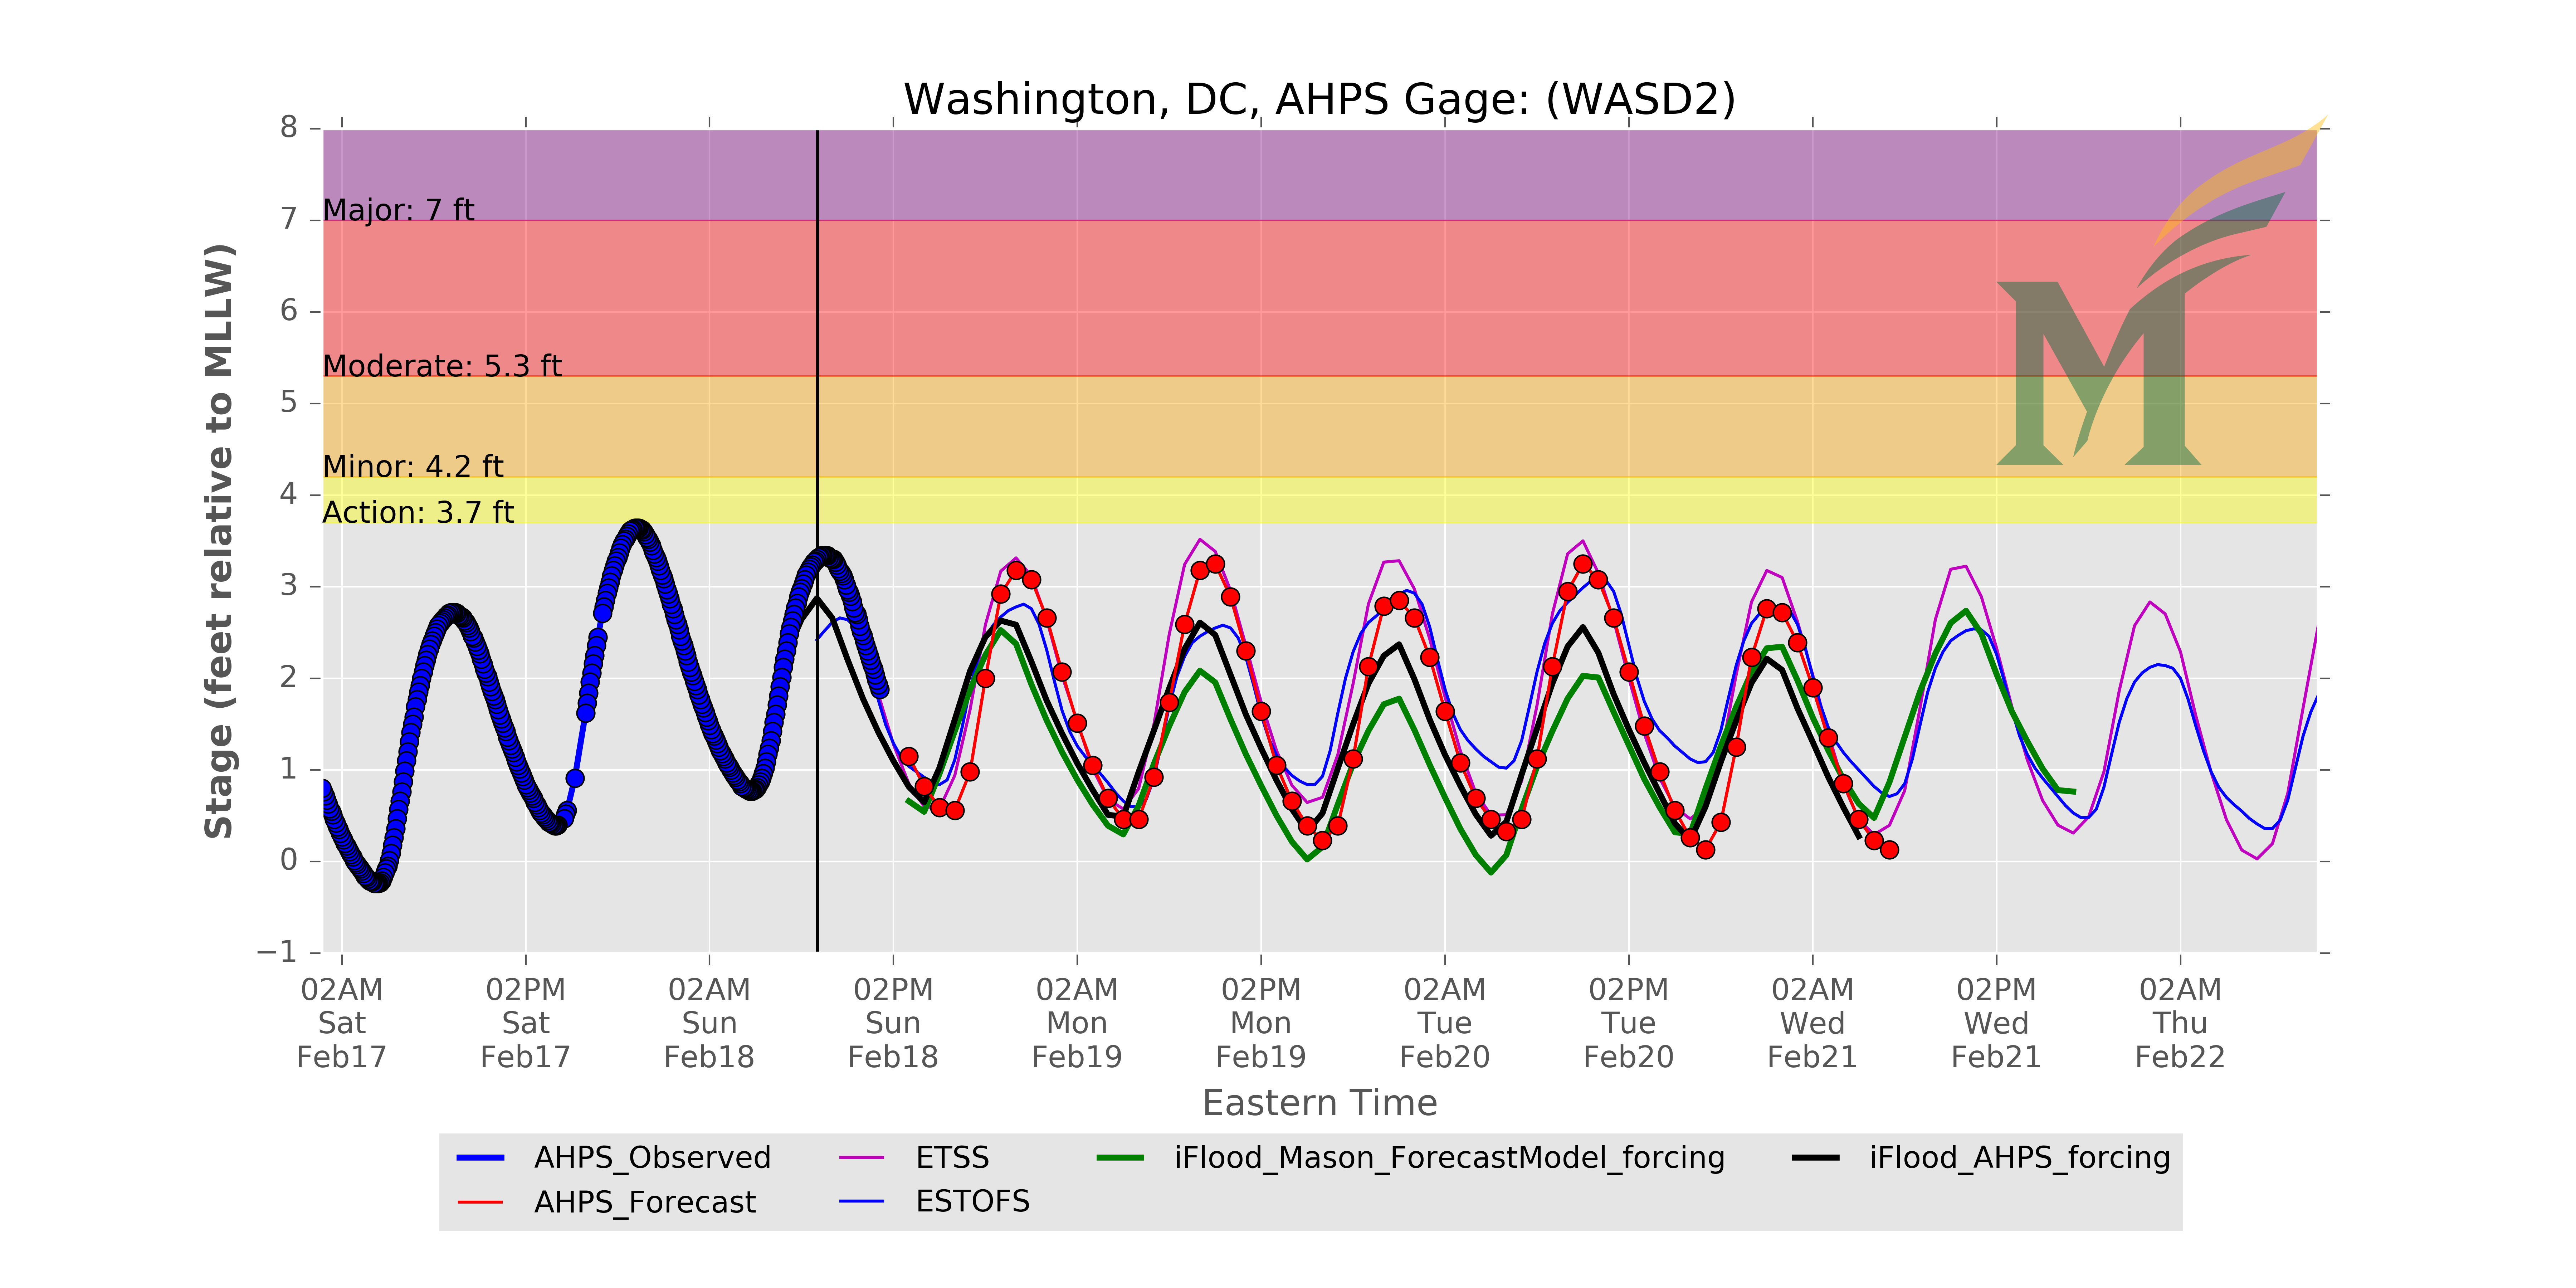 Washington, DC, AHPS Gage: (WASD2)
Stage (feet relative to MLLW)
8
7
6
5
4
3
2
1
0
−1
Major: 7 ft
Moderate: 5.3 ft
Minor: 4.2 ft
Action: 3.7 ft
02AM 02PM 02AM 02PM 02AM 02PM 02AM 02PM 02AM 02PM 02AM
Sat Sat Sun Sun Mon Mon Tue Tue Wed Wed Thu
Feb17 Feb17 Feb18 Feb18 Feb19 Feb19 Feb20 Feb20 Feb21 Feb21 Feb22
Eastern Time
AHPS_Observed ETSS iFlood_Mason_ForecastModel_forcing iFlood_AHPS_forcing
AHPS_Forecast ESTOFS
M